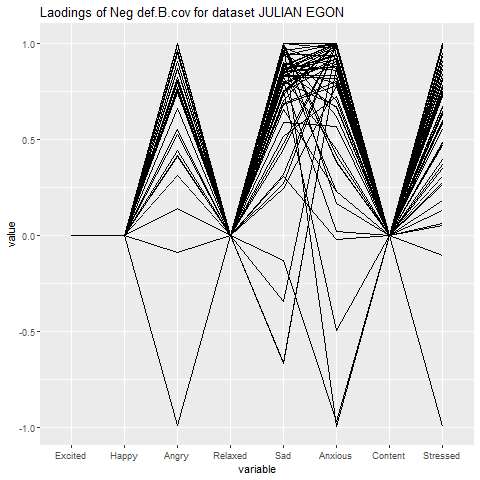 Laodings of Neg def.B.cov for dataset JULIAN EGON
1.0
0.5
0.0
-0.5
-1.0
value
Excited Happy Angry Relaxed Sad Anxious Content Stressed
variable